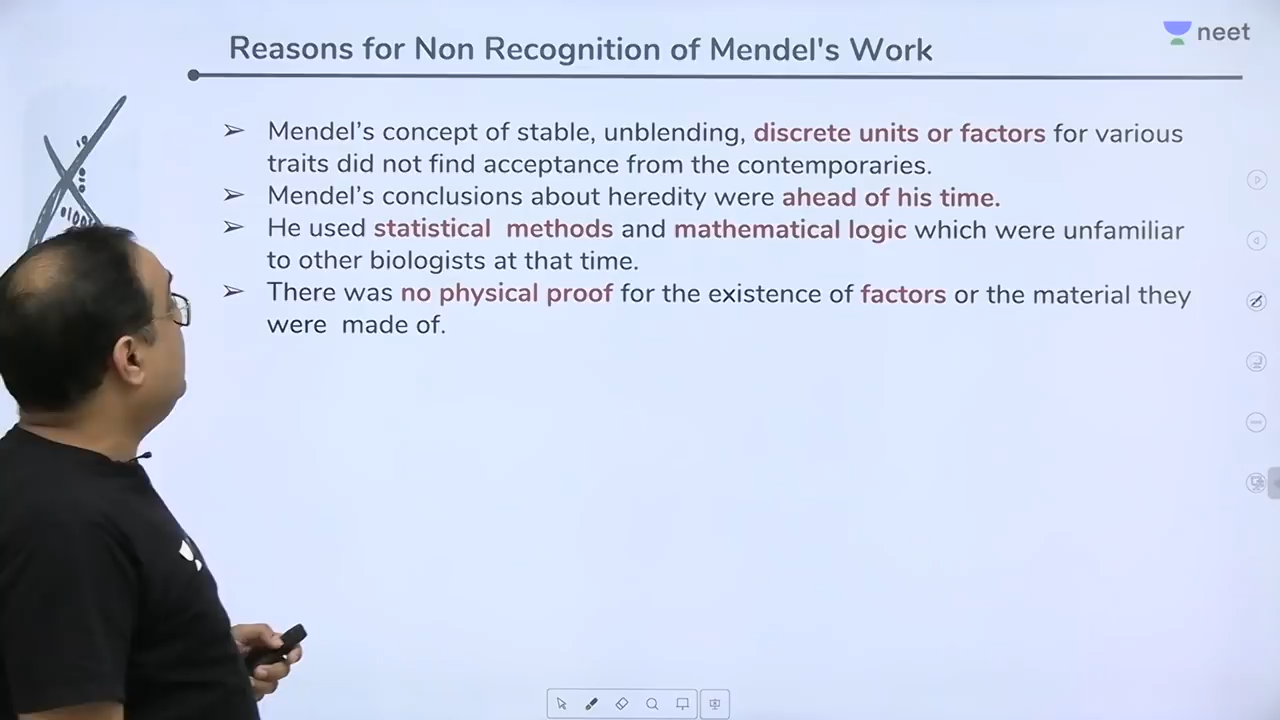 Reasons for Non Recognition of Mendel's Work
neet
➢ Mendel’s concept of stable, unblending, discrete units or factors for various
traits did not find acceptance from the contemporaries.
➢ Mendel’s conclusions about heredity were ahead of his time.
➢ He used statistical methods and mathematical logic which were unfamiliar
to other biologists at that time.
➢ There was no physical proof for the existence of factors or the material they
were made of.